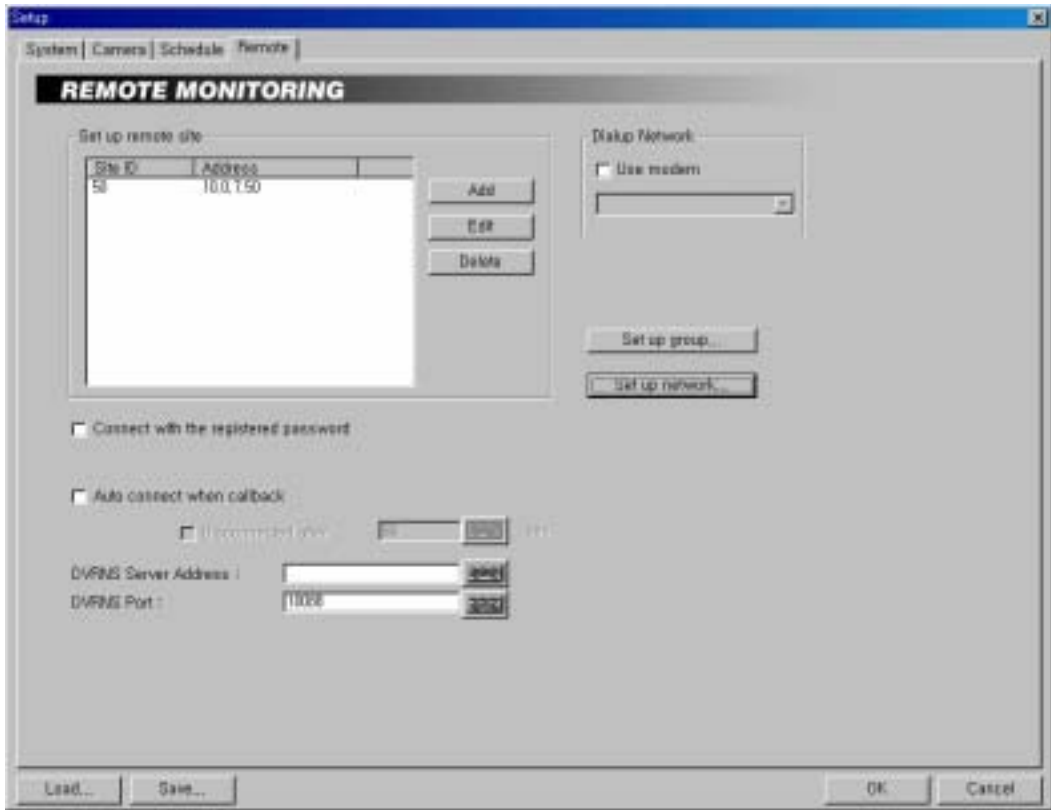 Setup
System Camera Schedule Remote
REMOTE MONITORING
Set up remote site
Site ID Address
50 10.0.1.50
Add
Edit
Delete
Dialup Network
Use modem
Set up group...
Set up network...
Connect with the registered password
Auto connect when callback
DVRNS Server Address :
DVRNS Port :
Load... Save... OK Cancel